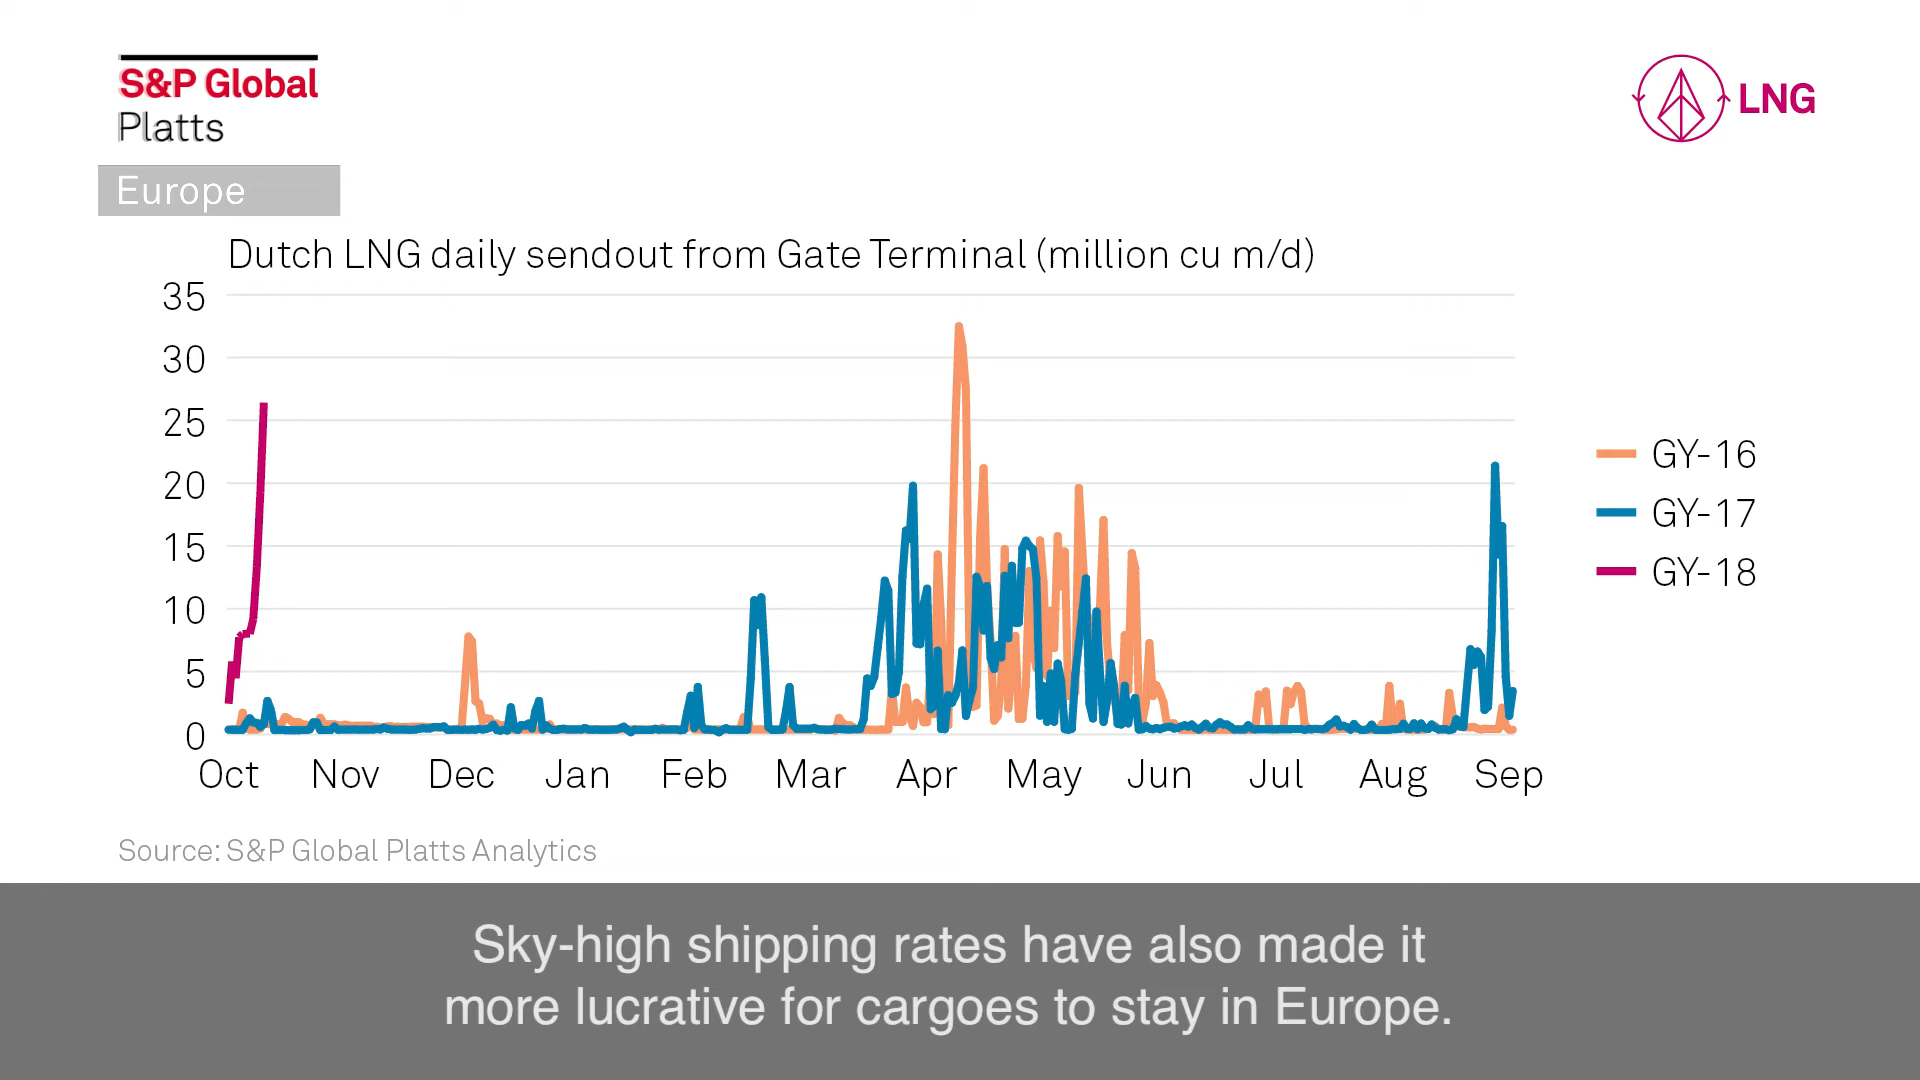 S&P Global
Platts
LNG
Europe
Dutch LNG daily sendout from Gate Terminal (million cu m/d)
35
30
25
20
15
10
5
0
Oct Nov Dec Jan Feb Mar Apr May Jun Jul Aug Sep
GY-16
GY-17
GY-18
Source: S&P Global Platts Analytics
Sky-high shipping rates have also made it
more lucrative for cargoes to stay in Europe.